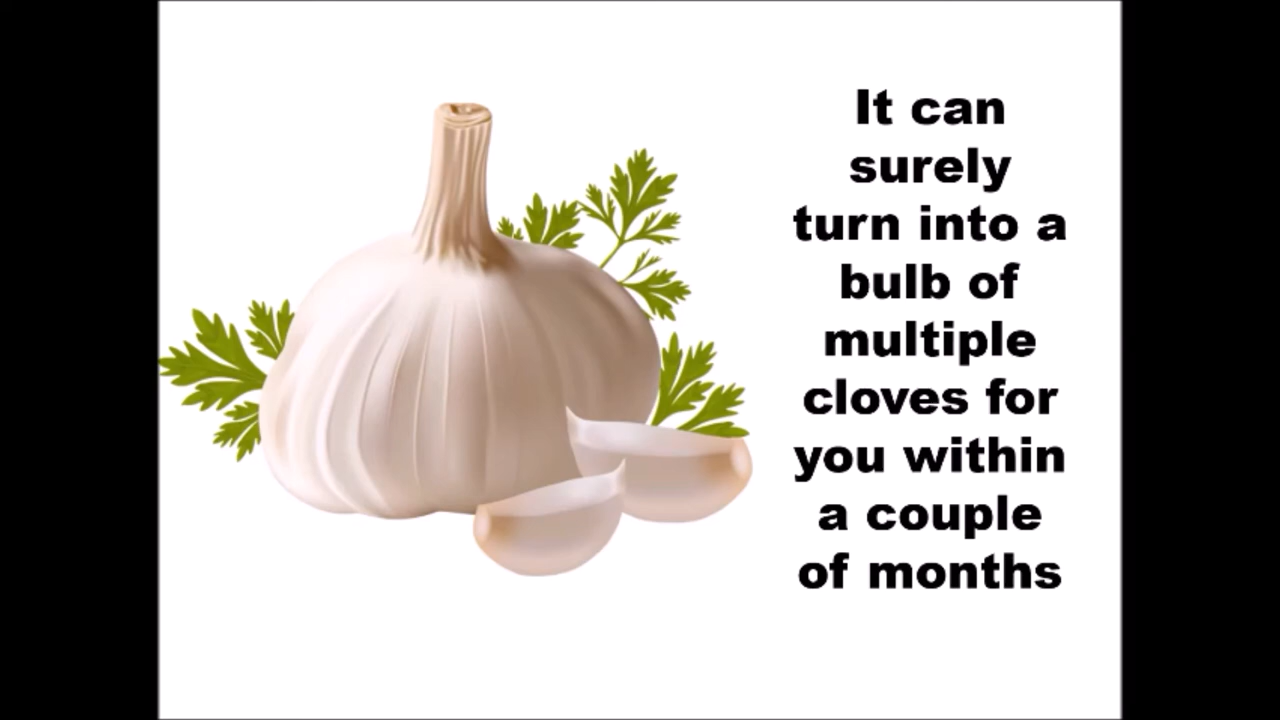 It can
surely
turn into a
bulb of
multiple
cloves for
you within
a couple
of months